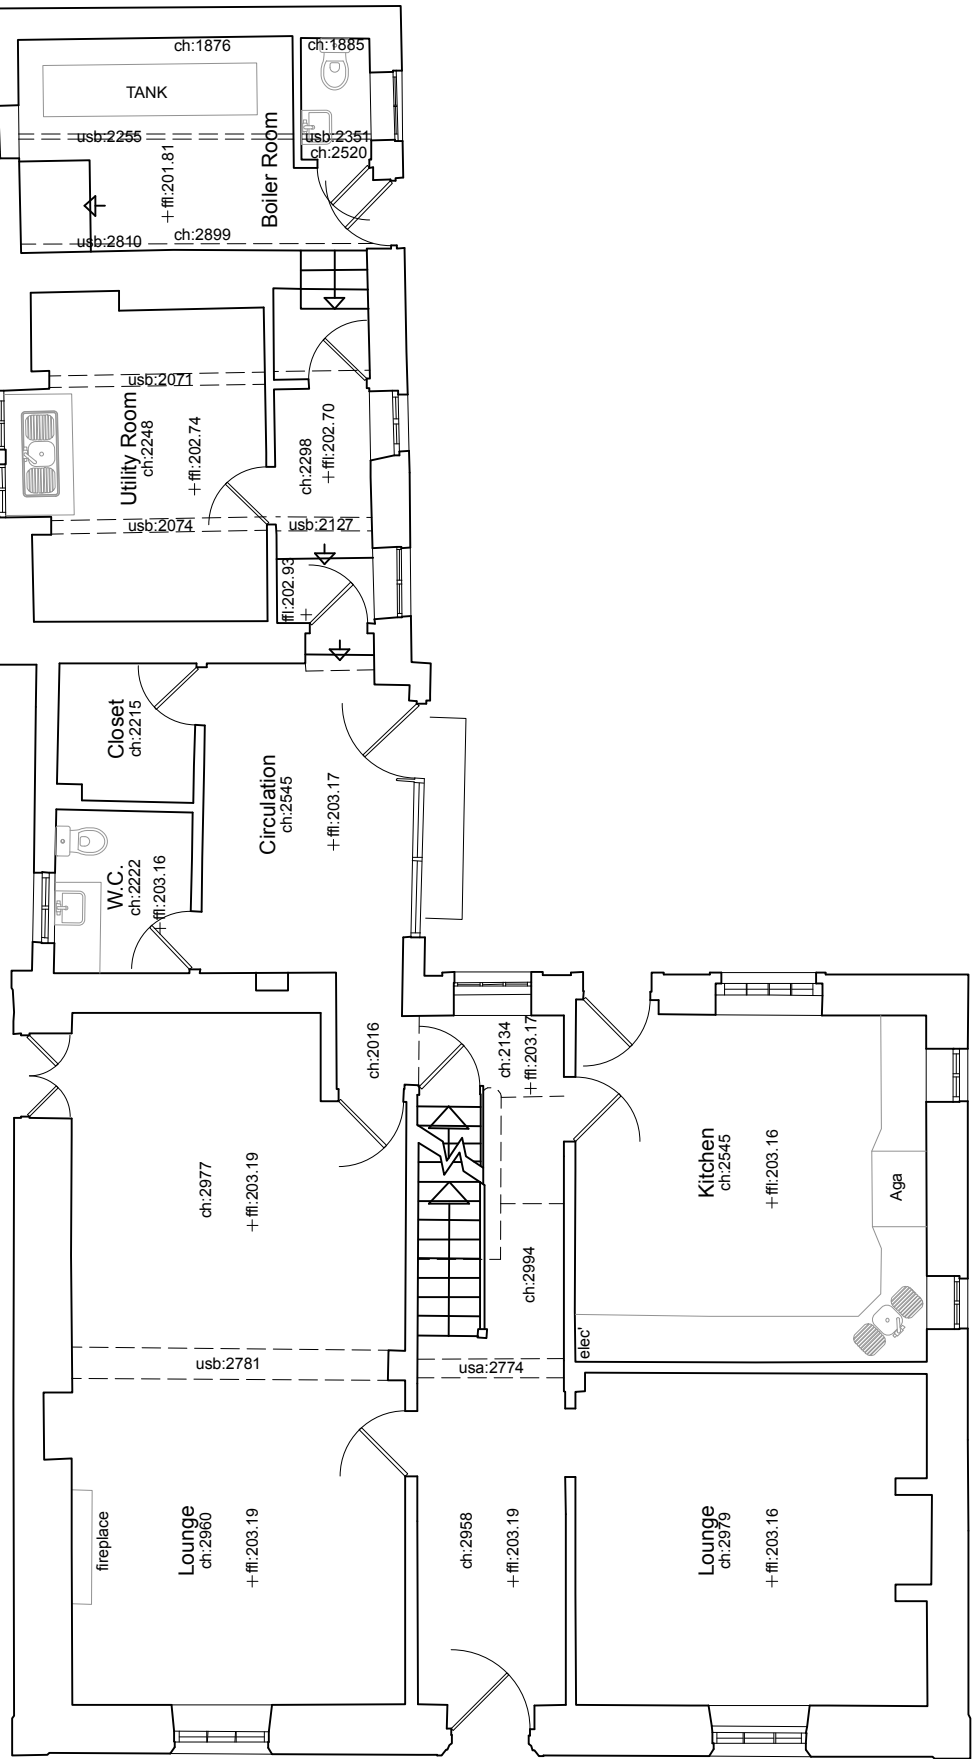 ch:1876
ch:1885
TANK
usb:2255
usb:2351
ch:2520
Boiler Room
+ffl:201.81
usb:2810
ch:2899
usb:2071
Utility Room
ch:2248
+ffl:202.74
ch:2298
+ffl:202.70
usb:2074
usb:2127
+ffl:202.93
Closet
ch:2215
Circulation
ch:2545
+ffl:203.17
W.C.
ch:2222
+ffl:203.16
ch:2016
ch:2134
+ffl:203.17
ch:2977
+ffl:203.19
Kitchen
ch:2545
+ffl:203.16
Aga
ch:2994
elec'
usb:2781
usa:2774
fireplace
Lounge
ch:2960
+ffl:203.19
ch:2958
+ffl:203.19
Lounge
ch:2979
+ffl:203.16